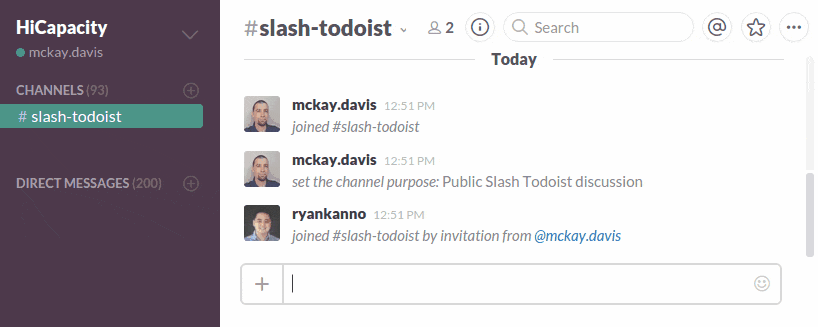 HiCapacity
mckay.davis
CHANNELS (93)
# slash-todoist
DIRECT MESSAGES (200)
#slash-todoist
2
Search
Today
mckay.davis 12:51 PM
joined #slash-todoist
mckay.davis 12:51 PM
set the channel purpose: Public Slash Todoist discussion
ryankanno 12:51 PM
joined #slash-todoist by invitation from @mckay.davis